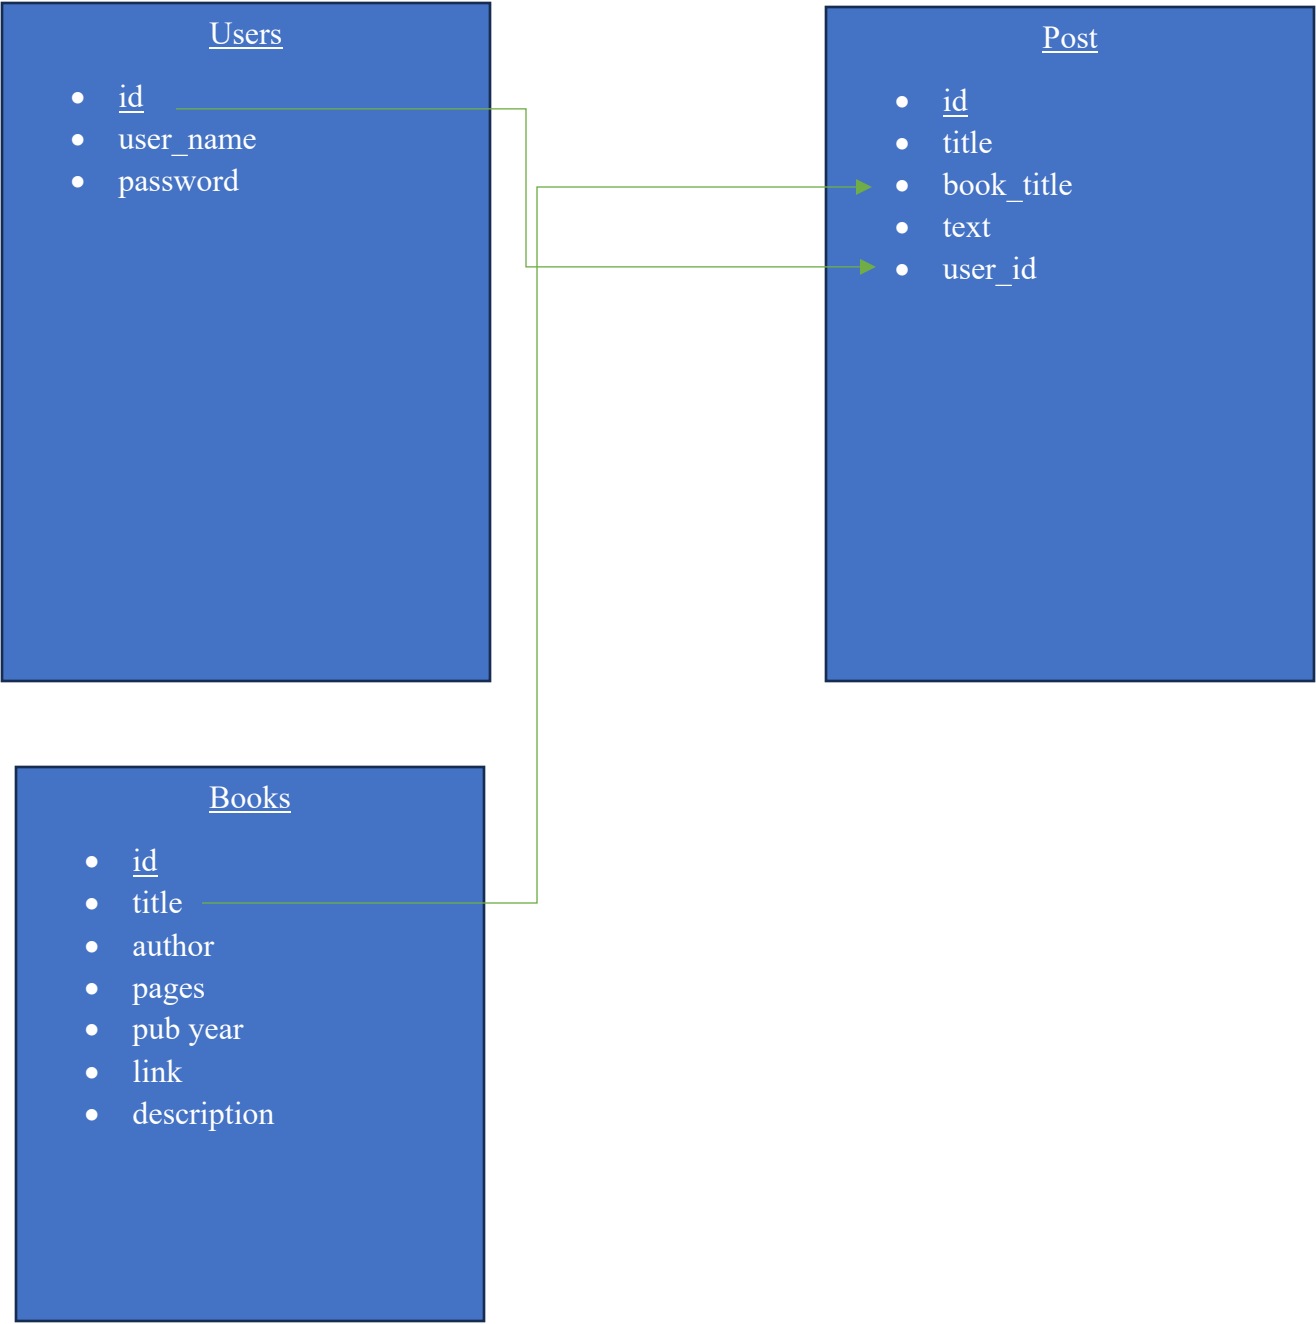 Users
id
user_name
password
Post
id
title
book_title
text
user_id
Books
id
title
author
pages
pub year
link
description